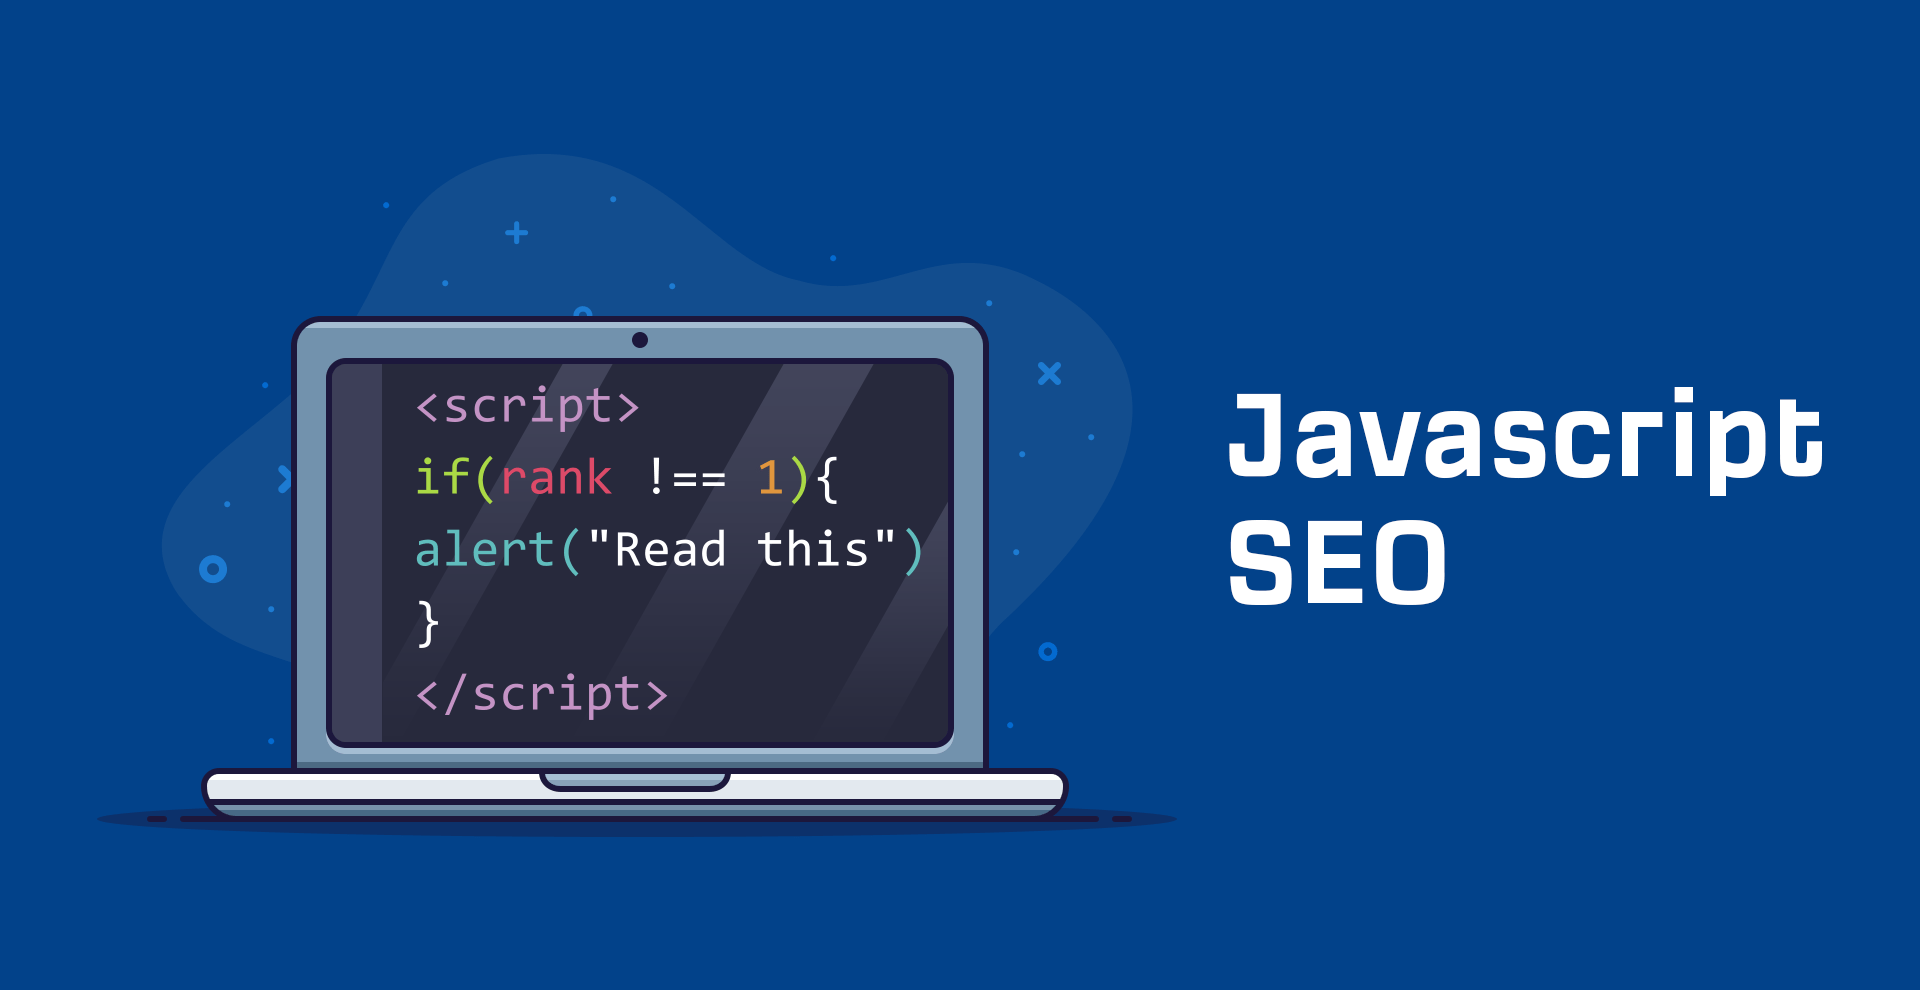 <script>
if(rank !== 1){
alert("Read this")
}
</script>
Javascript
SEO